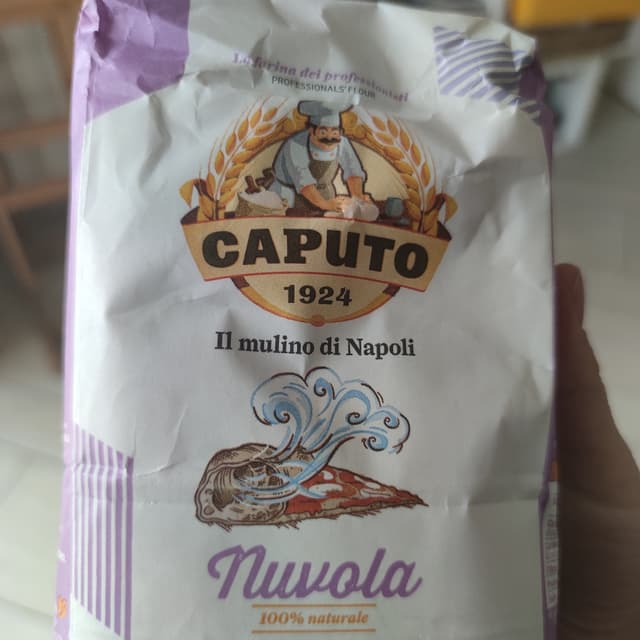 La farina dei professionisti
PROFESSIONALS' FLOUR
CAPUTO
1924
Il mulino di Napoli
Nuvola
100% naturale